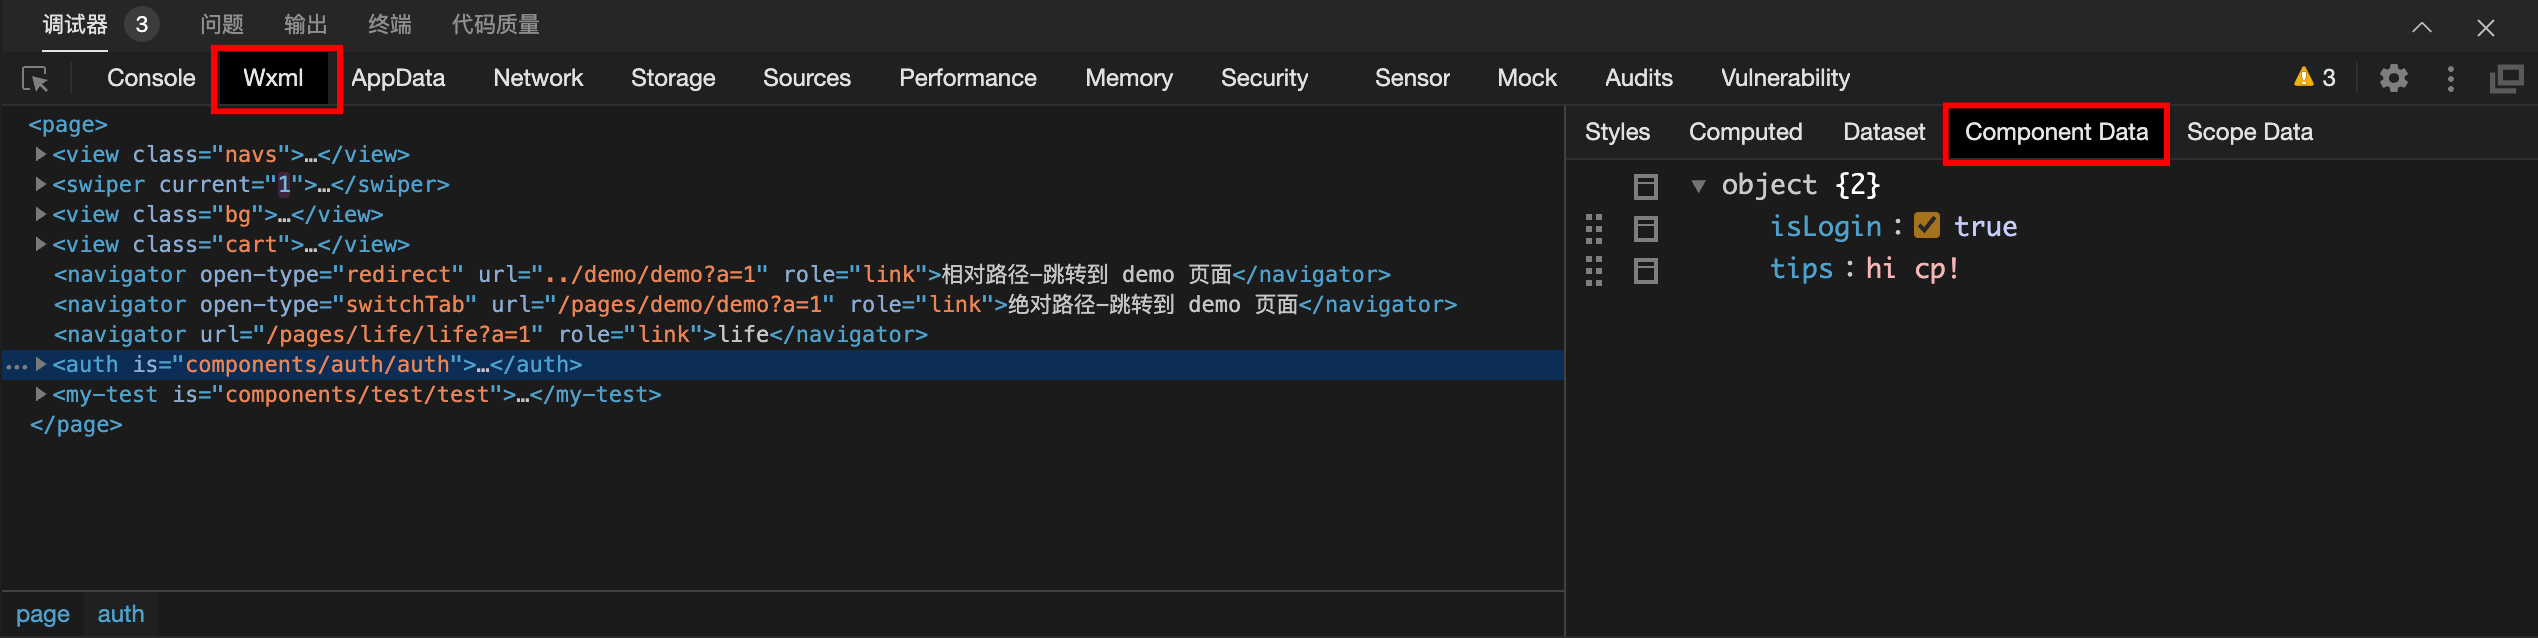 调试器 3 问题 输出 终端 代码质量
Console Wxml AppData Network Storage Sources Performance Memory Security Sensor Mock Audits Vulnerability 3
<page>
<view class="navs">…</view>
<swiper current="1">…</swiper>
<view class="bg">…</view>
<view class="cart">…</view>
<navigator open-type="redirect" url="../demo/demo?a=1" role="link">相对路径-跳转到 demo 页面</navigator>
<navigator open-type="switchTab" url="/pages/demo/demo?a=1" role="link">绝对路径-跳转到 demo 页面</navigator>
<navigator url="/pages/life/life?a=1" role="link">life</navigator>
<auth is="components/auth/auth">…</auth>
<my-test is="components/test/test">…</my-test>
</page>
page auth
Styles Computed Dataset Component Data Scope Data
object {2}
isLogin : true
tips : hi cp!